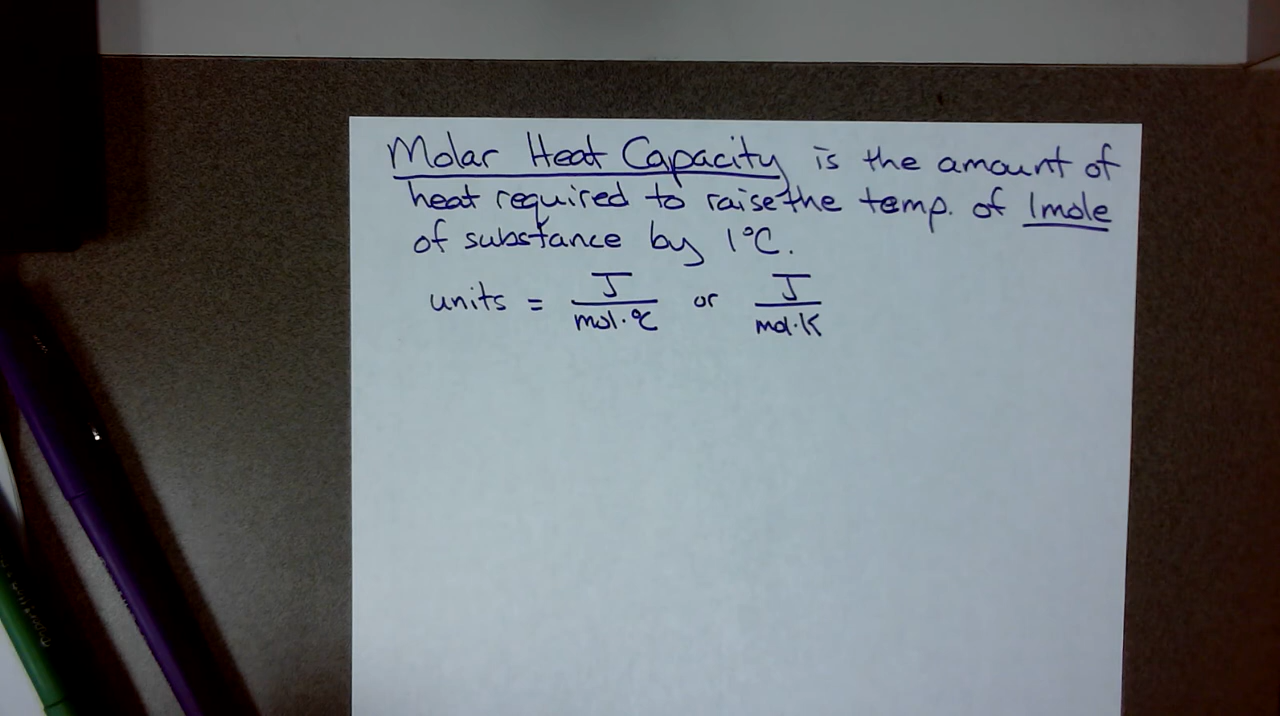 Molar Heat Capacity is the amount of
heat required to raise the temp. of 1mole
of substance by 1°C.
units = J/mol·°C or J/mol·K